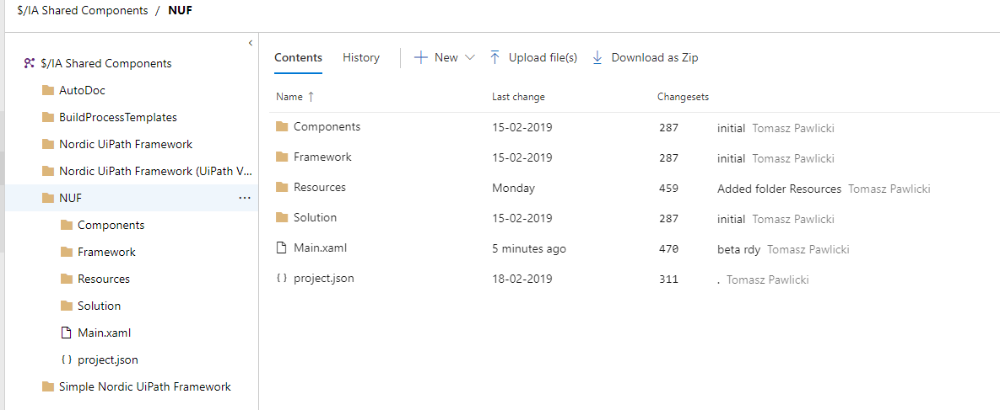 $/IA Shared Components / NUF
$/IA Shared Components
AutoDoc
BuildProcessTemplates
Nordic UiPath Framework
Nordic UiPath Framework (UiPath V...
NUF
Components
Framework
Resources
Solution
Main.xaml
project.json
Simple Nordic UiPath Framework
Contents History New Upload file(s) Download as Zip
Name ↑ Last change Changesets
Components 15-02-2019 287 initial Tomasz Pawlicki
Framework 15-02-2019 287 initial Tomasz Pawlicki
Resources Monday 459 Added folder Resources Tomasz Pawlicki
Solution 15-02-2019 287 initial Tomasz Pawlicki
Main.xaml 5 minutes ago 470 beta rdy Tomasz Pawlicki
project.json 18-02-2019 311 . Tomasz Pawlicki